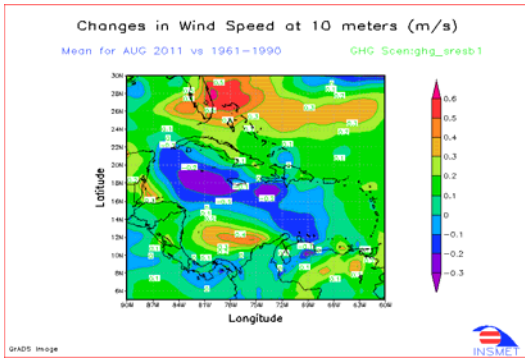 Changes in Wind Speed at 10 meters (m/s)
Mean for AUG 2011 vs 1961-1990 GHG Scen:ghg_sresb1
30N
28N
26N
24N
22N
20N
18N
16N
14N
12N
10N
8N
6N
Latitude
90W 87W 84W 81W 78W 75W 72W 69W 66W 63W 60W
Longitude
0.6
0.5
0.4
0.3
0.2
0.1
0
-0.1
-0.2
-0.3
GrADS image
INSMET